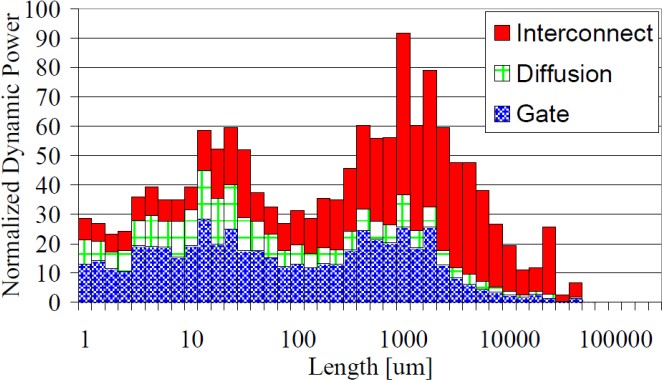 Normalized Dynamic Power
100
90
80
70
60
50
40
30
20
10
0
Interconnect
Diffusion
Gate
1 10 100 1000 10000 100000
Length [um]